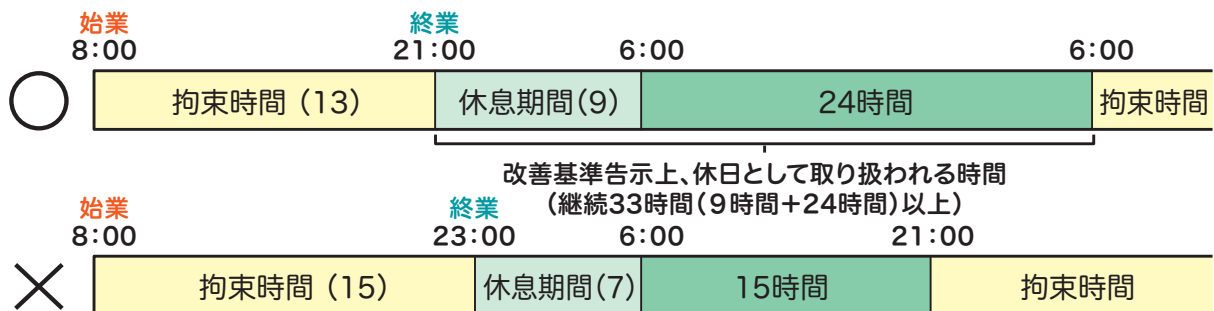 始業 終業
8:00 21:00 6:00 6:00
拘束時間（13） 休息期間（9） 24時間 拘束時間
改善基準告示上、休日として取り扱われる時間
（継続33時間（9時間＋24時間）以上）
始業 終業
8:00 23:00 6:00 21:00
拘束時間（15） 休息期間（7） 15時間 拘束時間